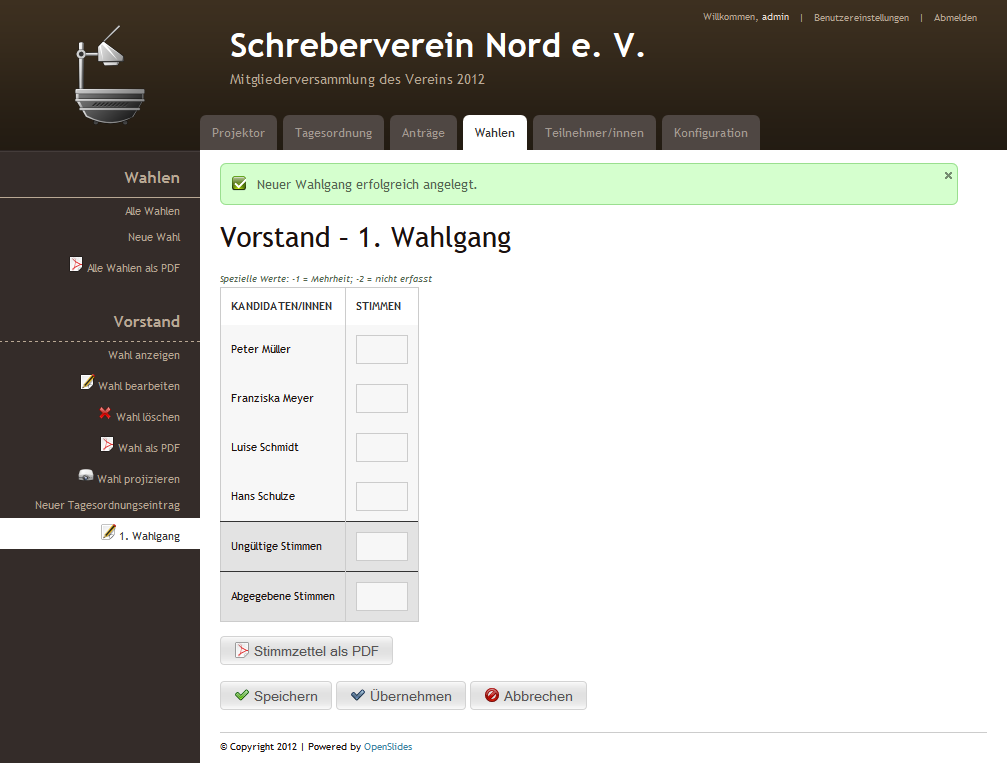 Willkommen, admin | Benutzereinstellungen | Abmelden
Schreberverein Nord e. V.
Mitgliederversammlung des Vereins 2012
Projektor Tagesordnung Anträge Wahlen Teilnehmer/innen Konfiguration
Wahlen
Alle Wahlen
Neue Wahl
Alle Wahlen als PDF
Vorstand
Wahl anzeigen
Wahl bearbeiten
Wahl löschen
Wahl als PDF
Wahl projizieren
Neuer Tagesordnungseintrag
1. Wahlgang
Neuer Wahlgang erfolgreich angelegt.
Vorstand - 1. Wahlgang
Spezielle Werte: -1 = Mehrheit; -2 = nicht erfasst
KANDIDATEN/INNEN STIMMEN
Peter Müller
Franziska Meyer
Luise Schmidt
Hans Schulze
Ungültige Stimmen
Abgegebene Stimmen
Stimmzettel als PDF
Speichern Übernehmen Abbrechen
© Copyright 2012 | Powered by OpenSlides